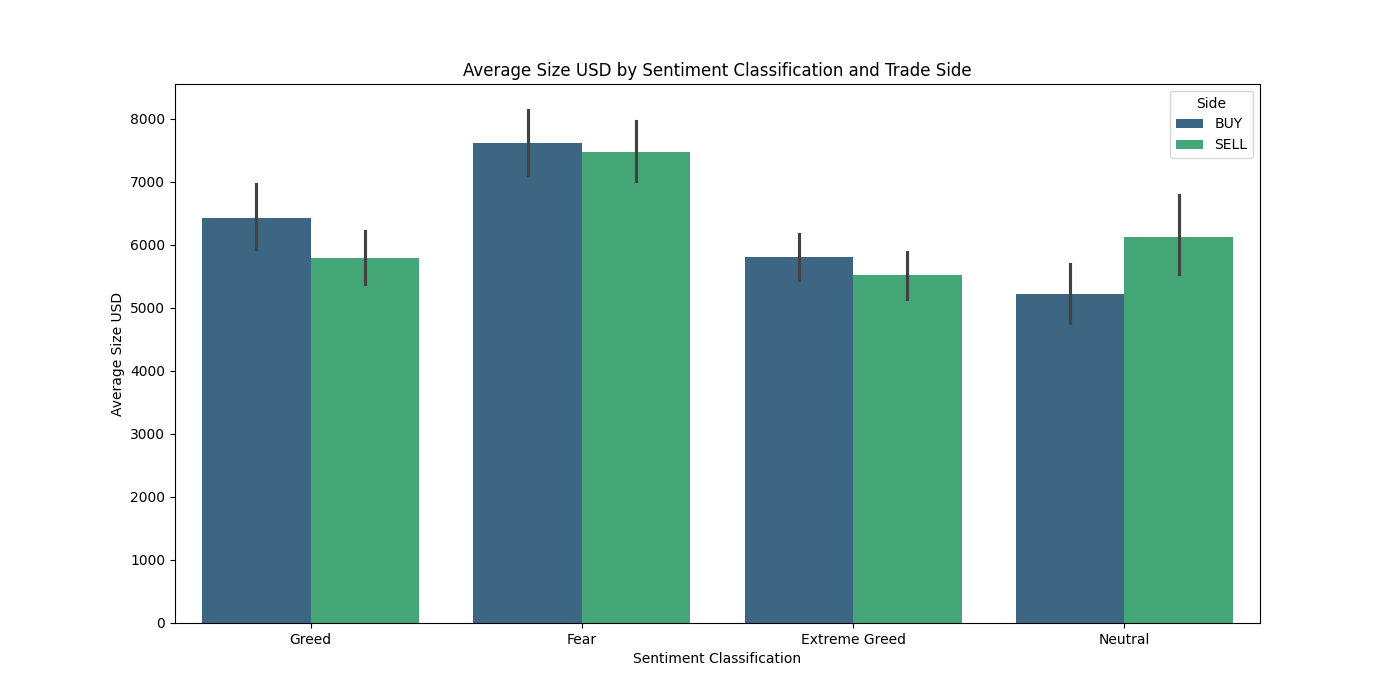 Average Size USD by Sentiment Classification and Trade Side
Side
BUY
SELL
Average Size USD
8000
7000
6000
5000
4000
3000
2000
1000
0
Greed
Fear
Extreme Greed
Neutral
Sentiment Classification